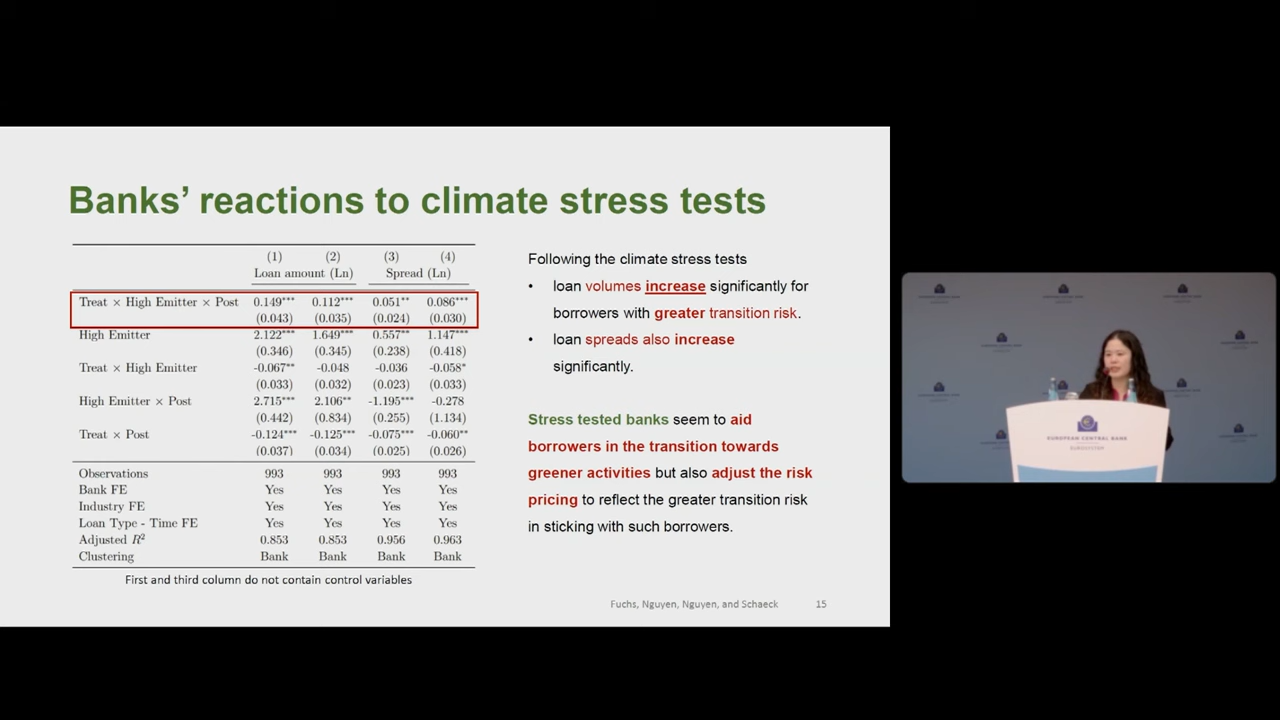 Banks' reactions to climate stress tests
(1) (2) (3) (4)
Loan amount (Ln) Spread (Ln)
Treat × High Emitter × Post 0.149*** 0.112*** 0.051** 0.086***
(0.043) (0.035) (0.024) (0.030)
High Emitter 2.122*** 1.649*** 0.557** 1.147***
(0.346) (0.345) (0.238) (0.418)
Treat × High Emitter -0.067** -0.048 -0.036 -0.058*
(0.033) (0.032) (0.023) (0.033)
High Emitter × Post 2.715*** 2.106** -1.195*** -0.278
(0.442) (0.834) (0.255) (1.134)
Treat × Post -0.124*** -0.125*** -0.075*** -0.060**
(0.037) (0.034) (0.025) (0.026)
Observations 993 993 993 993
Bank FE Yes Yes Yes Yes
Industry FE Yes Yes Yes Yes
Loan Type - Time FE Yes Yes Yes Yes
Adjusted R² 0.853 0.853 0.956 0.963
Clustering Bank Bank Bank Bank
First and third column do not contain control variables
Following the climate stress tests
• loan volumes increase significantly for
borrowers with greater transition risk.
• loan spreads also increase
significantly.
Stress tested banks seem to aid
borrowers in the transition towards
greener activities but also adjust the risk
pricing to reflect the greater transition risk
in sticking with such borrowers.
Fuchs, Nguyen, Nguyen, and Schaeck 15
EUROPEAN CENTRAL BANK
EUROSYSTEM